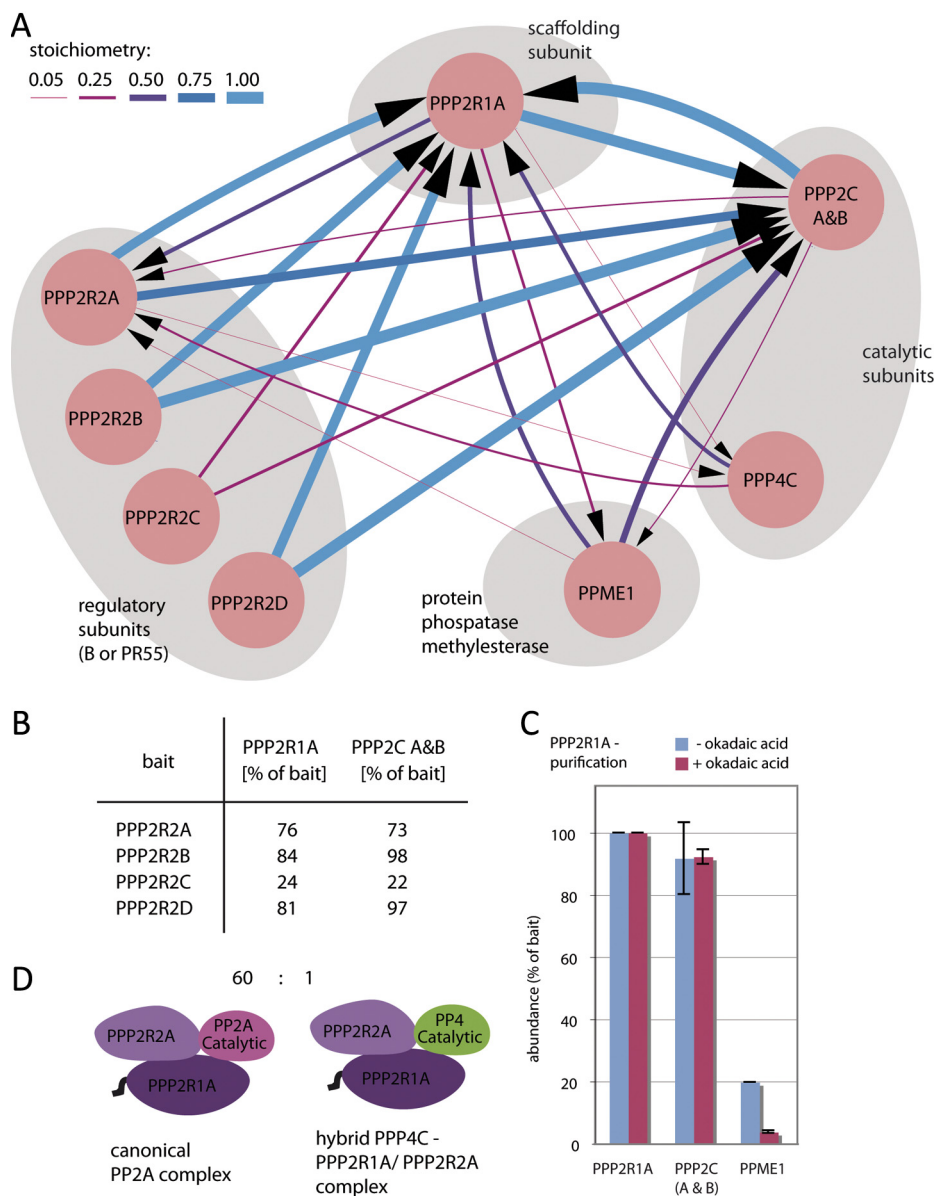 A
stoichiometry:
0.05 0.25 0.50 0.75 1.00
scaffolding
subunit
PPP2R1A
PPP2C
A&B
PPP2R2A
catalytic
subunits
PPP2R2B
PPP4C
PPP2R2C
PPME1
PPP2R2D
regulatory
subunits
(B or PR55)
protein
phospatase
methylesterase
B
bait PPP2R1A [% of bait] PPP2C A&B [% of bait]
PPP2R2A 76 73
PPP2R2B 84 98
PPP2R2C 24 22
PPP2R2D 81 97
C
PPP2R1A -
purification
- okadaic acid
+ okadaic acid
abundance (% of bait)
100
80
60
40
20
0
PPP2R1A
PPP2C
(A & B)
PPME1
D
60 : 1
PPP2R2A
PP2A
Catalytic
PPP2R1A
canonical
PP2A complex
PPP2R2A
PP4
Catalytic
PPP2R1A
hybrid PPP4C -
PPP2R1A/ PPP2R2A
complex